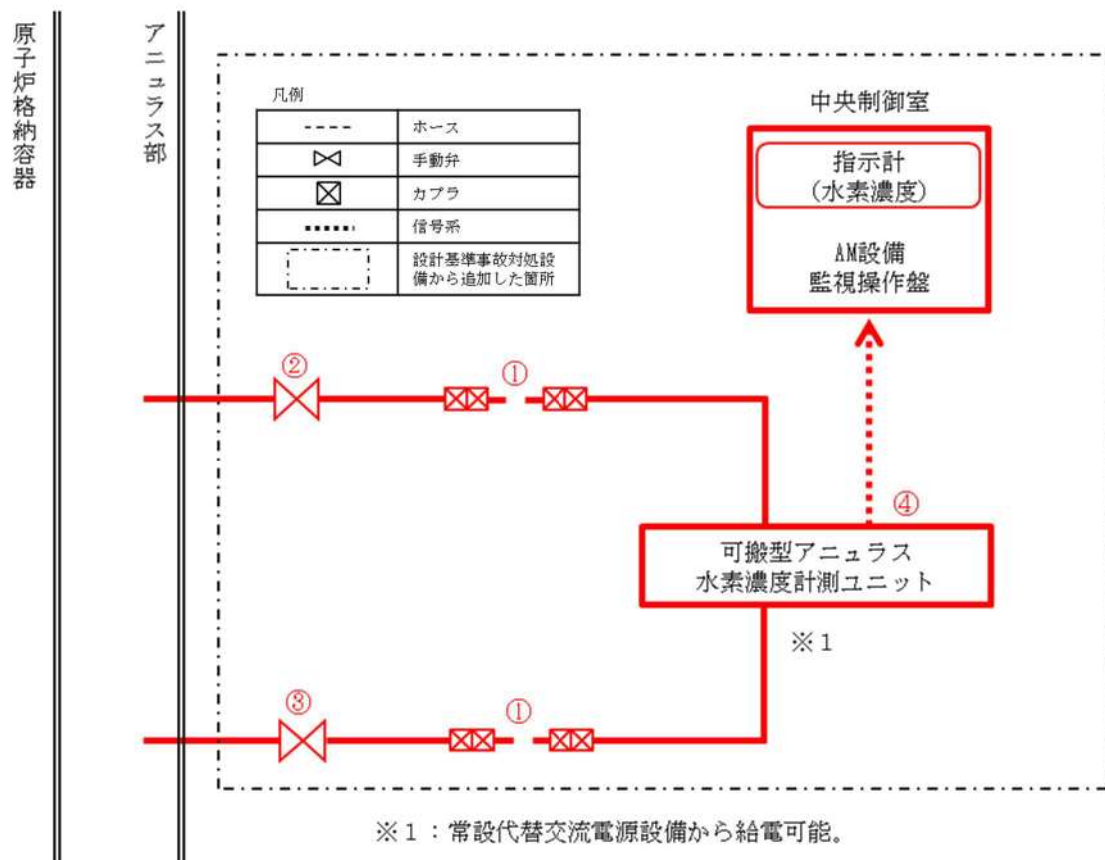 原子炉格納容器
アニュラス部
凡例
ホース
手動弁
カプラ
信号系
設計基準事故対処設
備から追加した箇所
中央制御室
指示計
(水素濃度)
AM設備
監視操作盤
②
①
④
可搬型アニュラス
水素濃度計測ユニット
※1
③
①
※1：常設代替交流電源設備から給電可能。